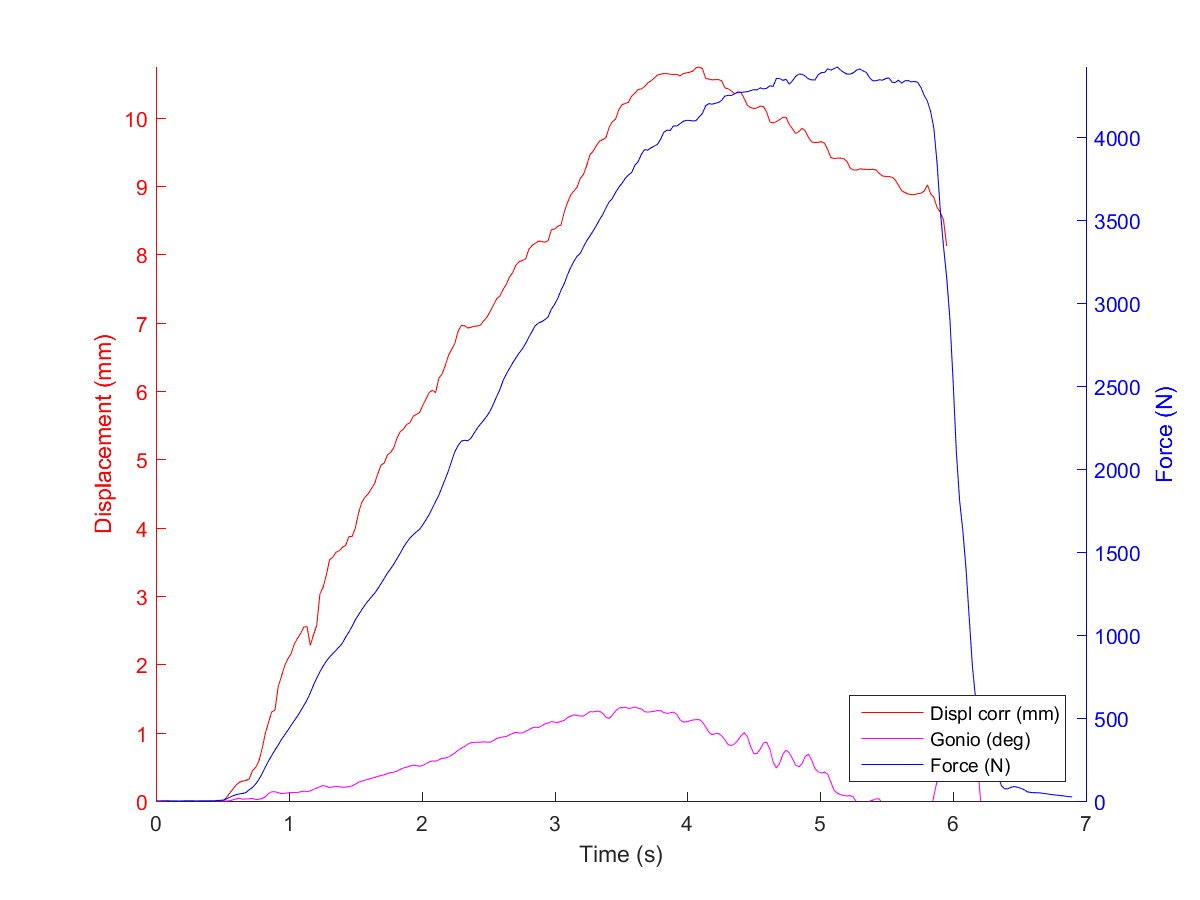 Displacement (mm)
10
9
8
7
6
5
4
3
2
1
0
Force (N)
4000
3500
3000
2500
2000
1500
1000
500
0
Displ corr (mm)
Gonio (deg)
Force (N)
0 1 2 3 4 5 6 7
Time (s)